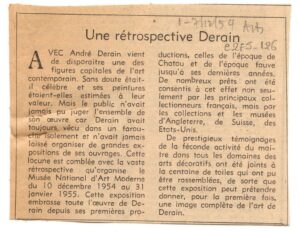 Une rétrospective Derain
AVEC André Derain vient
de disparaître une des
figures capitales de l'art
contemporain. Sans doute était-
il célèbre et ses peintures
étaient-elles estimées à leur
valeur. Mais le public n'avait
jamais pu juger l'ensemble de
son œuvre car Derain avait
toujours, vécu dans un farou-
che isolement et n'avait jamais
laissé organiser de grandes ex-
positions de ses ouvrages. Cette
lacune est comblée avec la vaste
rétrospective qu'organise le
Musée National d'Art Moderne
du 10 décembre 1954 au 31
janvier 1955. Cette exposition
embrasse toute l'œuvre de De-
rain depuis ses premières pro-
ductions, celles de l'époque de
Chatou et de l'époque fauve
jusqu'à ses dernières années.
De nombreux prêts ont été
consentis à cet effet non seule-
ment par les principaux col-
lectionneurs français, mais par
les collections et les musées
d'Angleterre, de Suisse, des
Etats-Unis.
De prestigieux témoignages
de la féconde activité du maî-
tre dans tous les domaines des
arts décoratifs ont été joints à
la centaine de toiles qui ont pu
être rassemblées, de sorte que
cette exposition peut prétendre
donner, pour la première fois,
une image complète de l'art de
Derain.